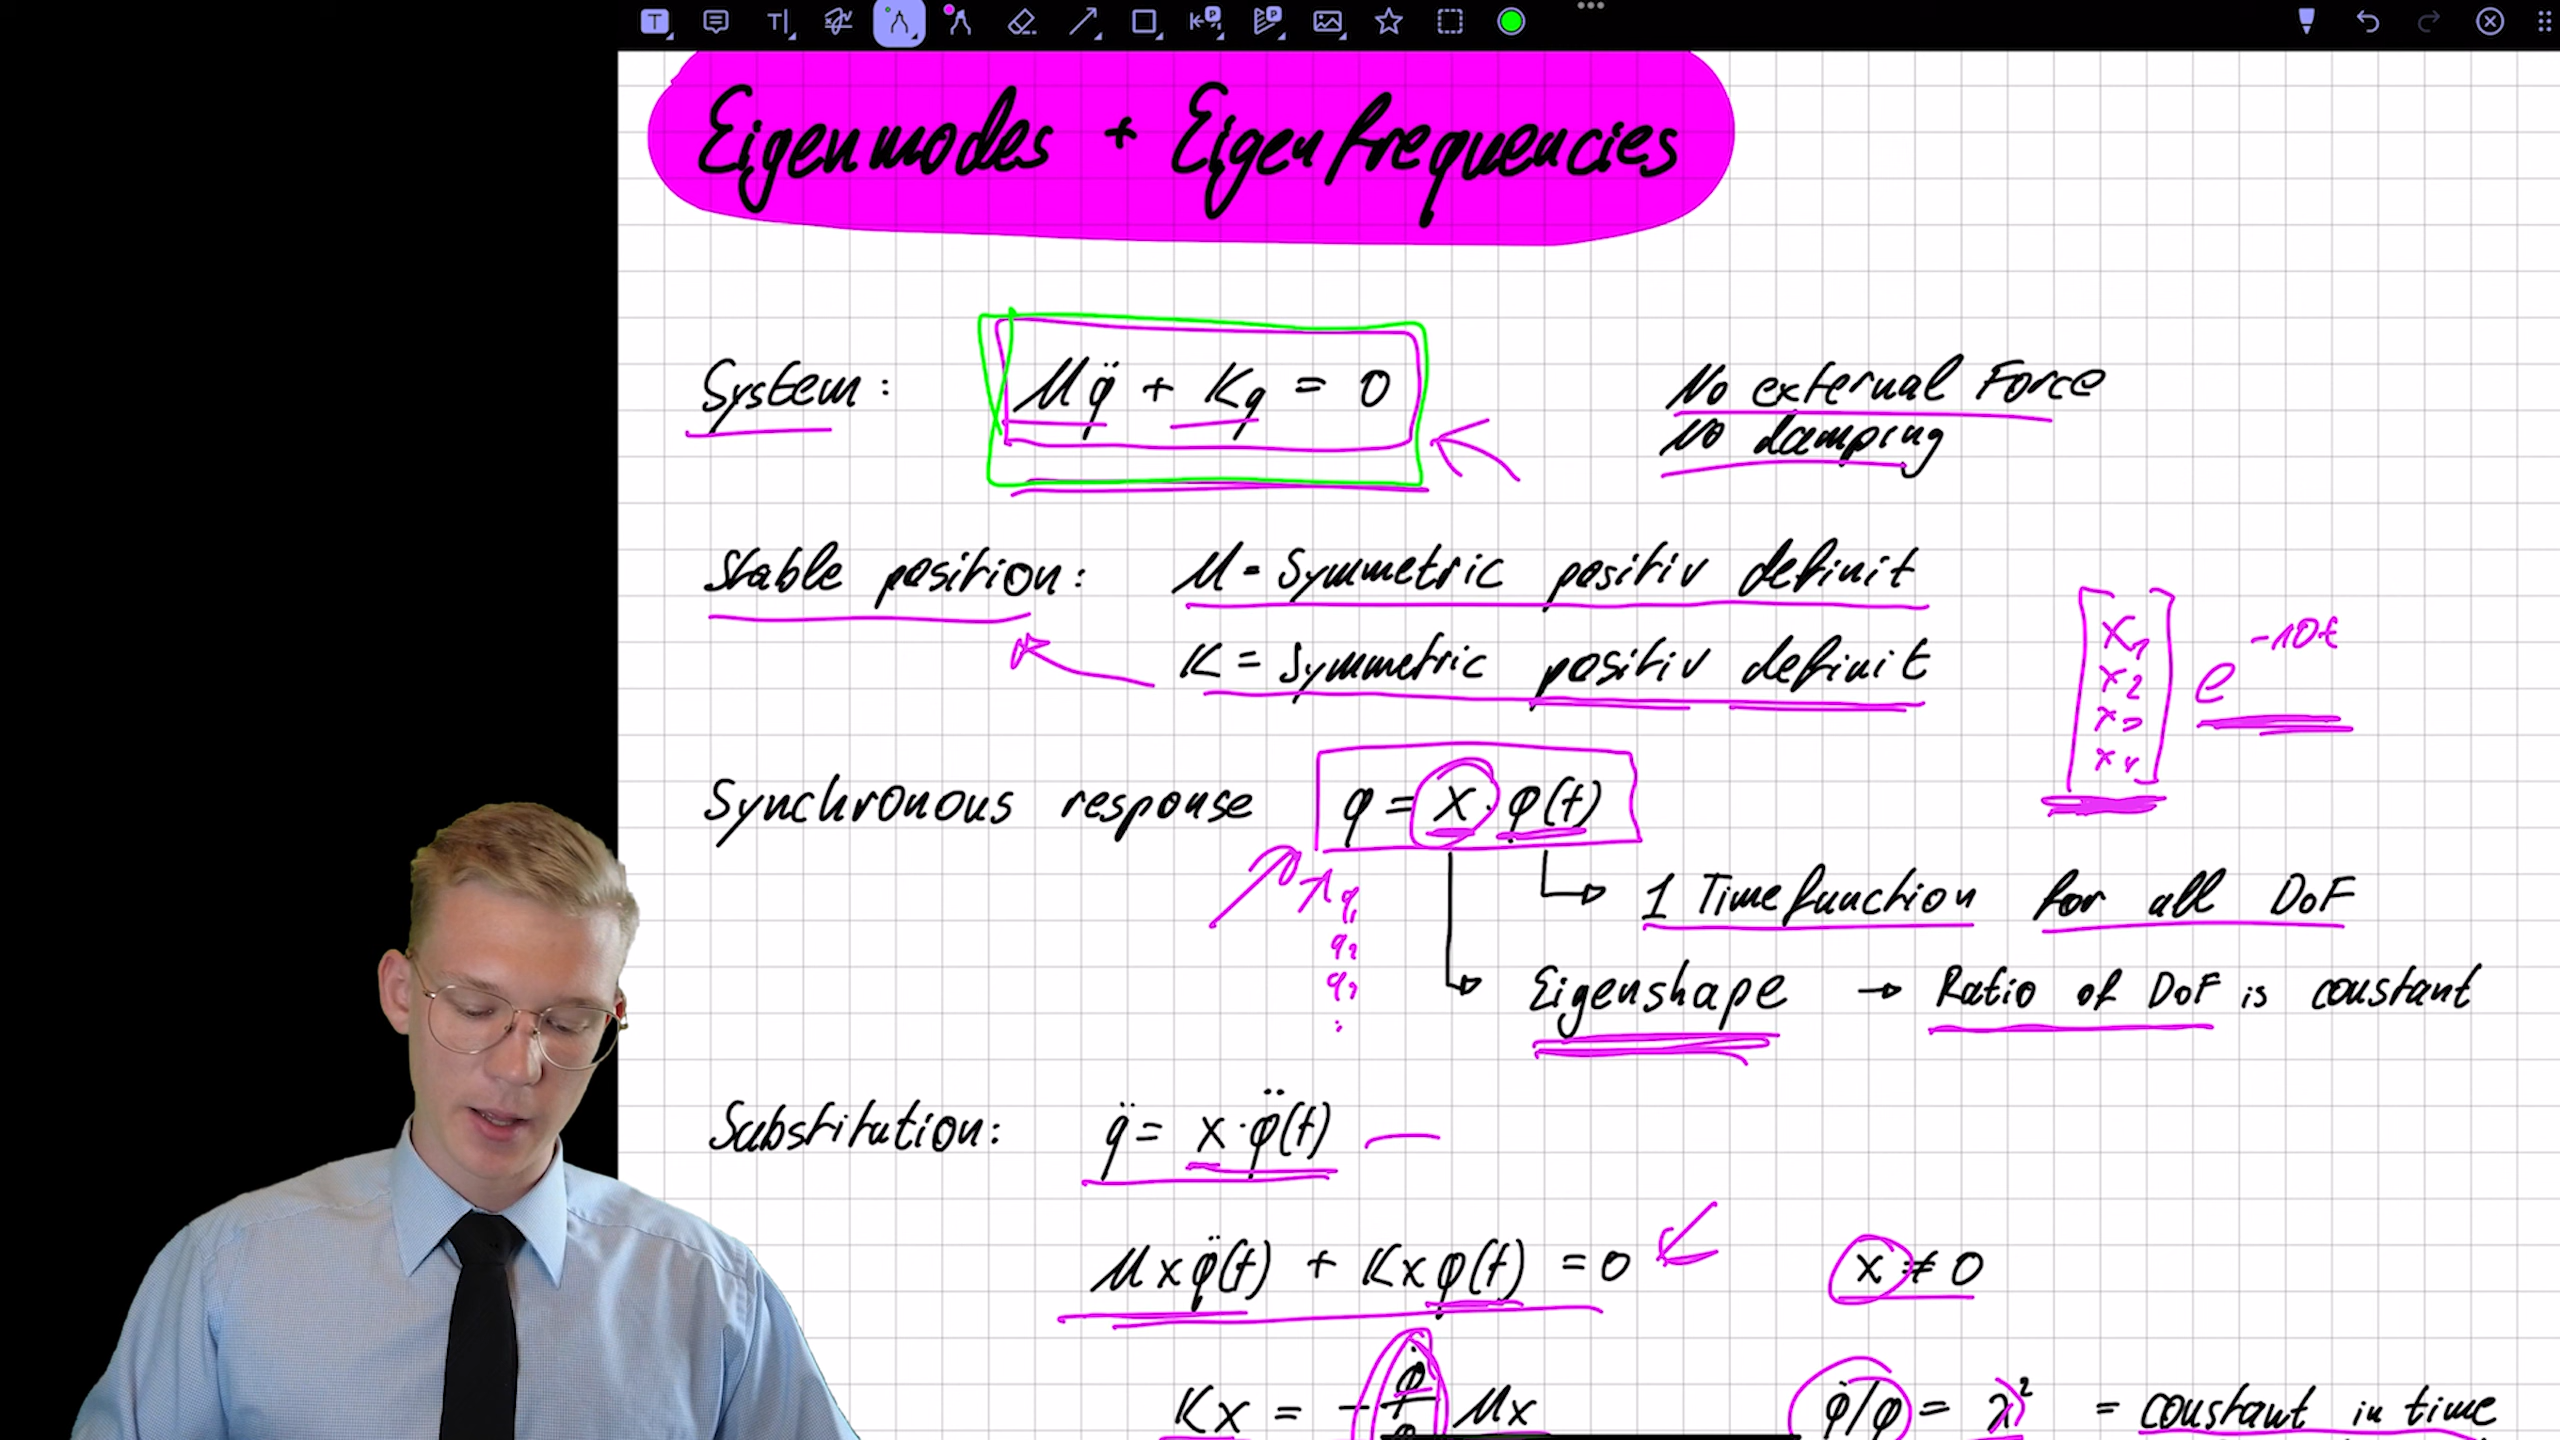 Eigenmodes + Eigenfrequencies
System: Mq̈ + Kq = 0
No external Force
No damping
Stable position: M = Symmetric positiv definit
K = Symmetric positiv definit
[x₁ x₂ x₃ x₄] e^-10t
Synchronous response q = x · φ(t)
q₁
q₂
q₃
:
1 Timefunction for all DoF
Eigenshape → Ratio of DoF is constant
Substitution: q̈ = x · φ̈(t)
Mxφ̈(t) + Kxφ(t) = 0
x ≠ 0
Kx = − Mx
φ̈/φ = λ² = constant in time